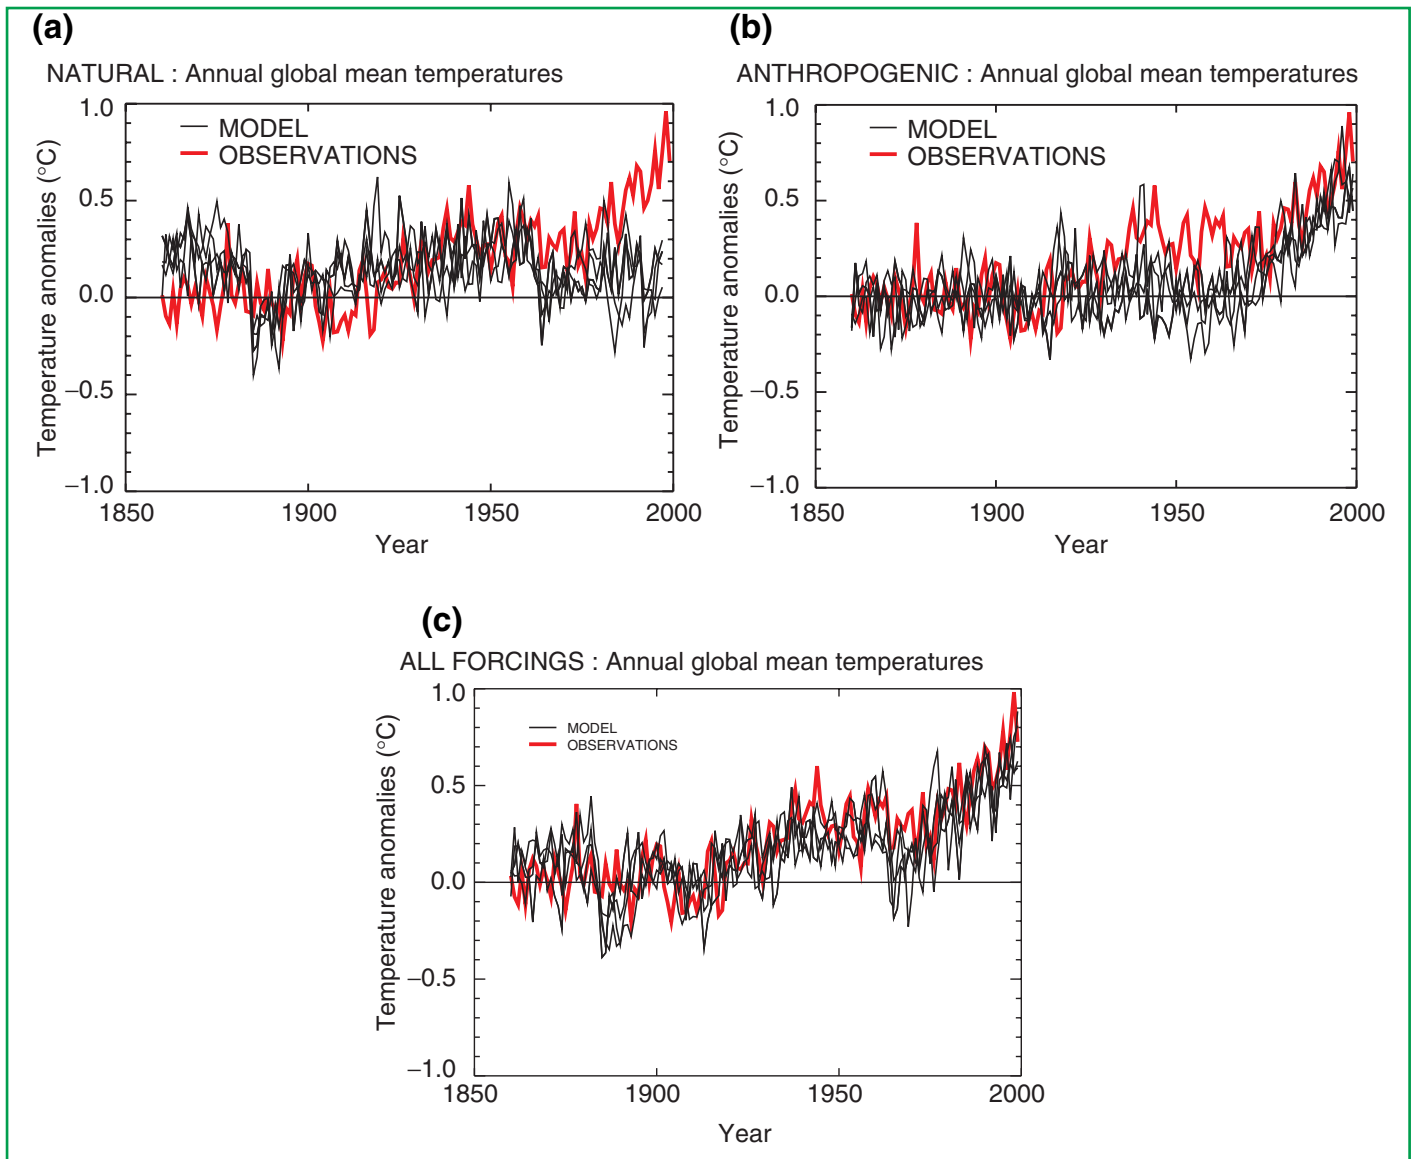 (a)
NATURAL : Annual global mean temperatures
1.0
0.5
0.0
−0.5
−1.0
Temperature anomalies (°C)
MODEL
OBSERVATIONS
1850 1900 1950 2000
Year
(b)
ANTHROPOGENIC : Annual global mean temperatures
1.0
0.5
0.0
−0.5
−1.0
Temperature anomalies (°C)
MODEL
OBSERVATIONS
1850 1900 1950 2000
Year
(c)
ALL FORCINGS : Annual global mean temperatures
1.0
0.5
0.0
−0.5
−1.0
Temperature anomalies (°C)
MODEL
OBSERVATIONS
1850 1900 1950 2000
Year